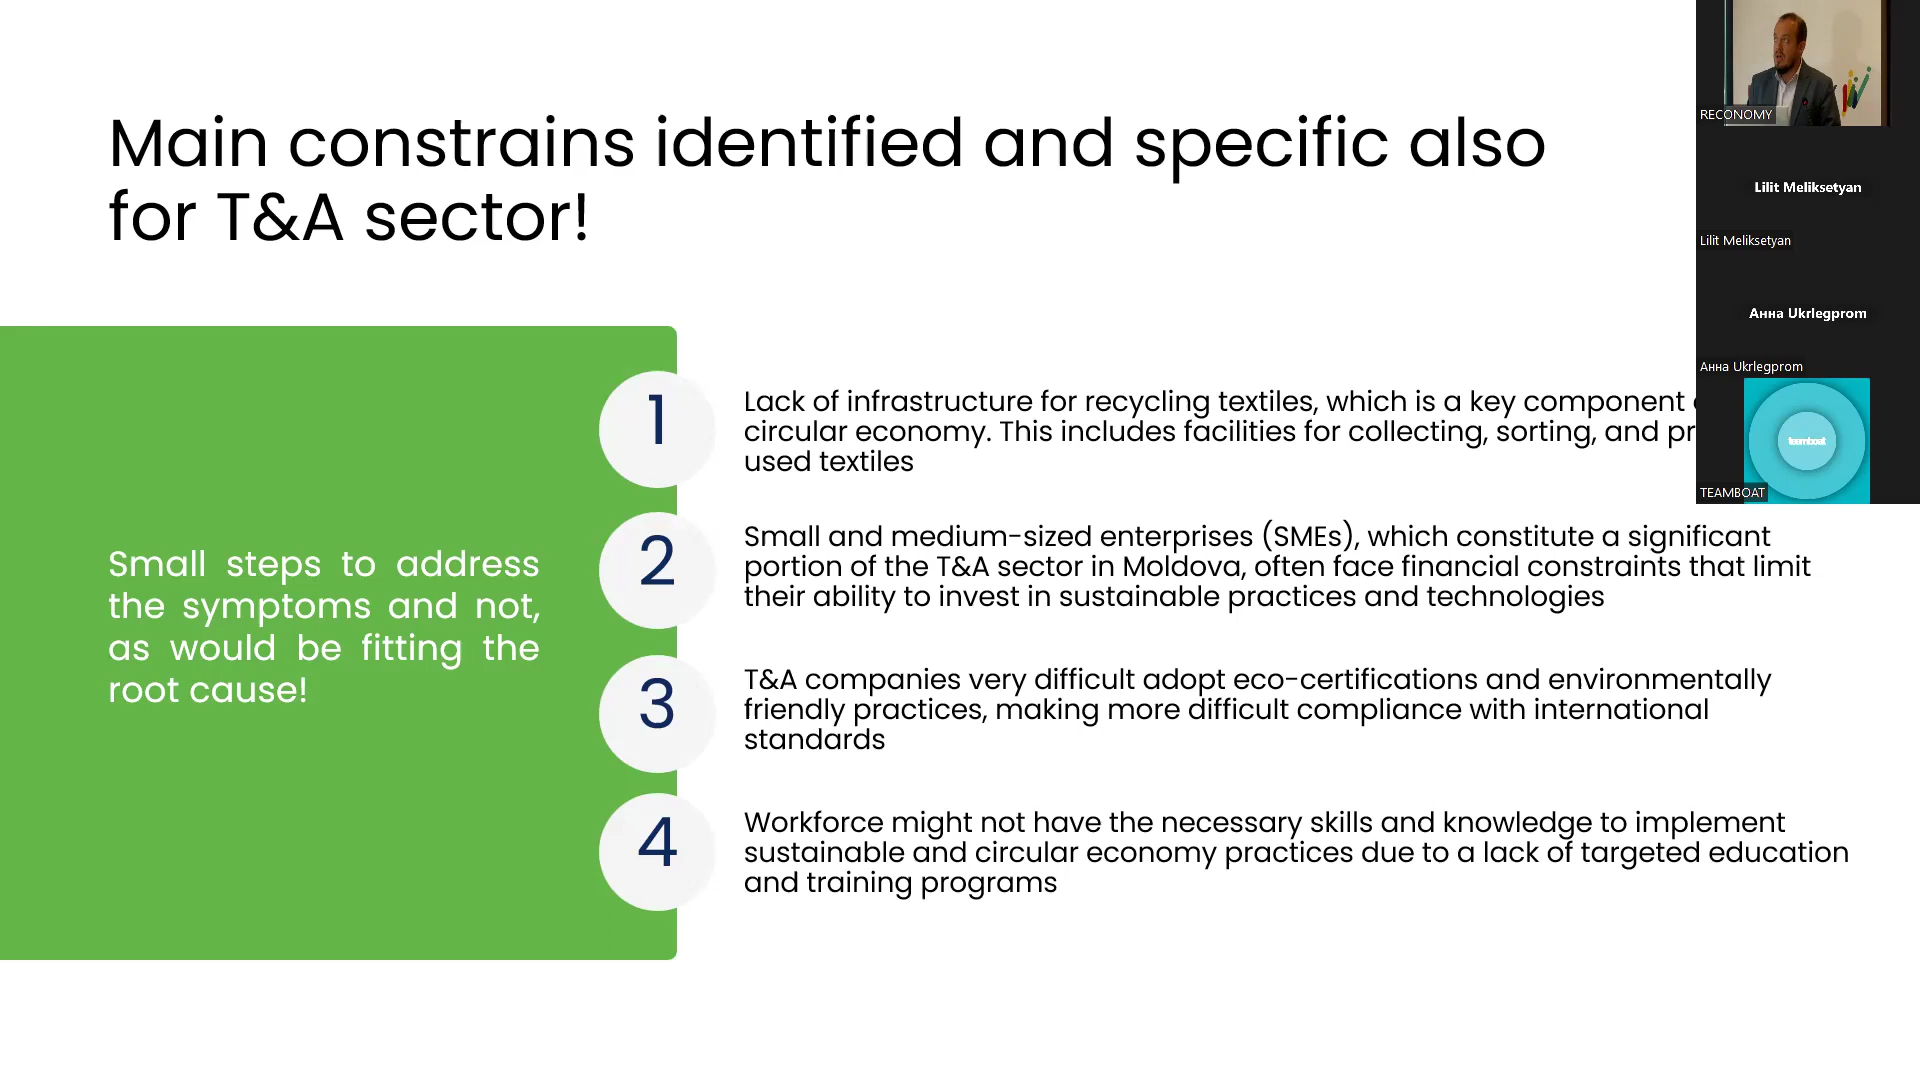 Main constrains identified and specific also
for T&A sector!
Small steps to address
the symptoms and not,
as would be fitting the
root cause!
1
Lack of infrastructure for recycling textiles, which is a key component
circular economy. This includes facilities for collecting, sorting, and
used textiles
2
Small and medium-sized enterprises (SMEs), which constitute a significant
portion of the T&A sector in Moldova, often face financial constraints that limit
their ability to invest in sustainable practices and technologies
3
T&A companies very difficult adopt eco-certifications and environmentally
friendly practices, making more difficult compliance with international
standards
4
Workforce might not have the necessary skills and knowledge to implement
sustainable and circular economy practices due to a lack of targeted education
and training programs
RECONOMY
Lilit Meliksetyan
Lilit Meliksetyan
Анна Ukrlegprom
Анна Ukrlegprom
teamboat
TEAMBOAT